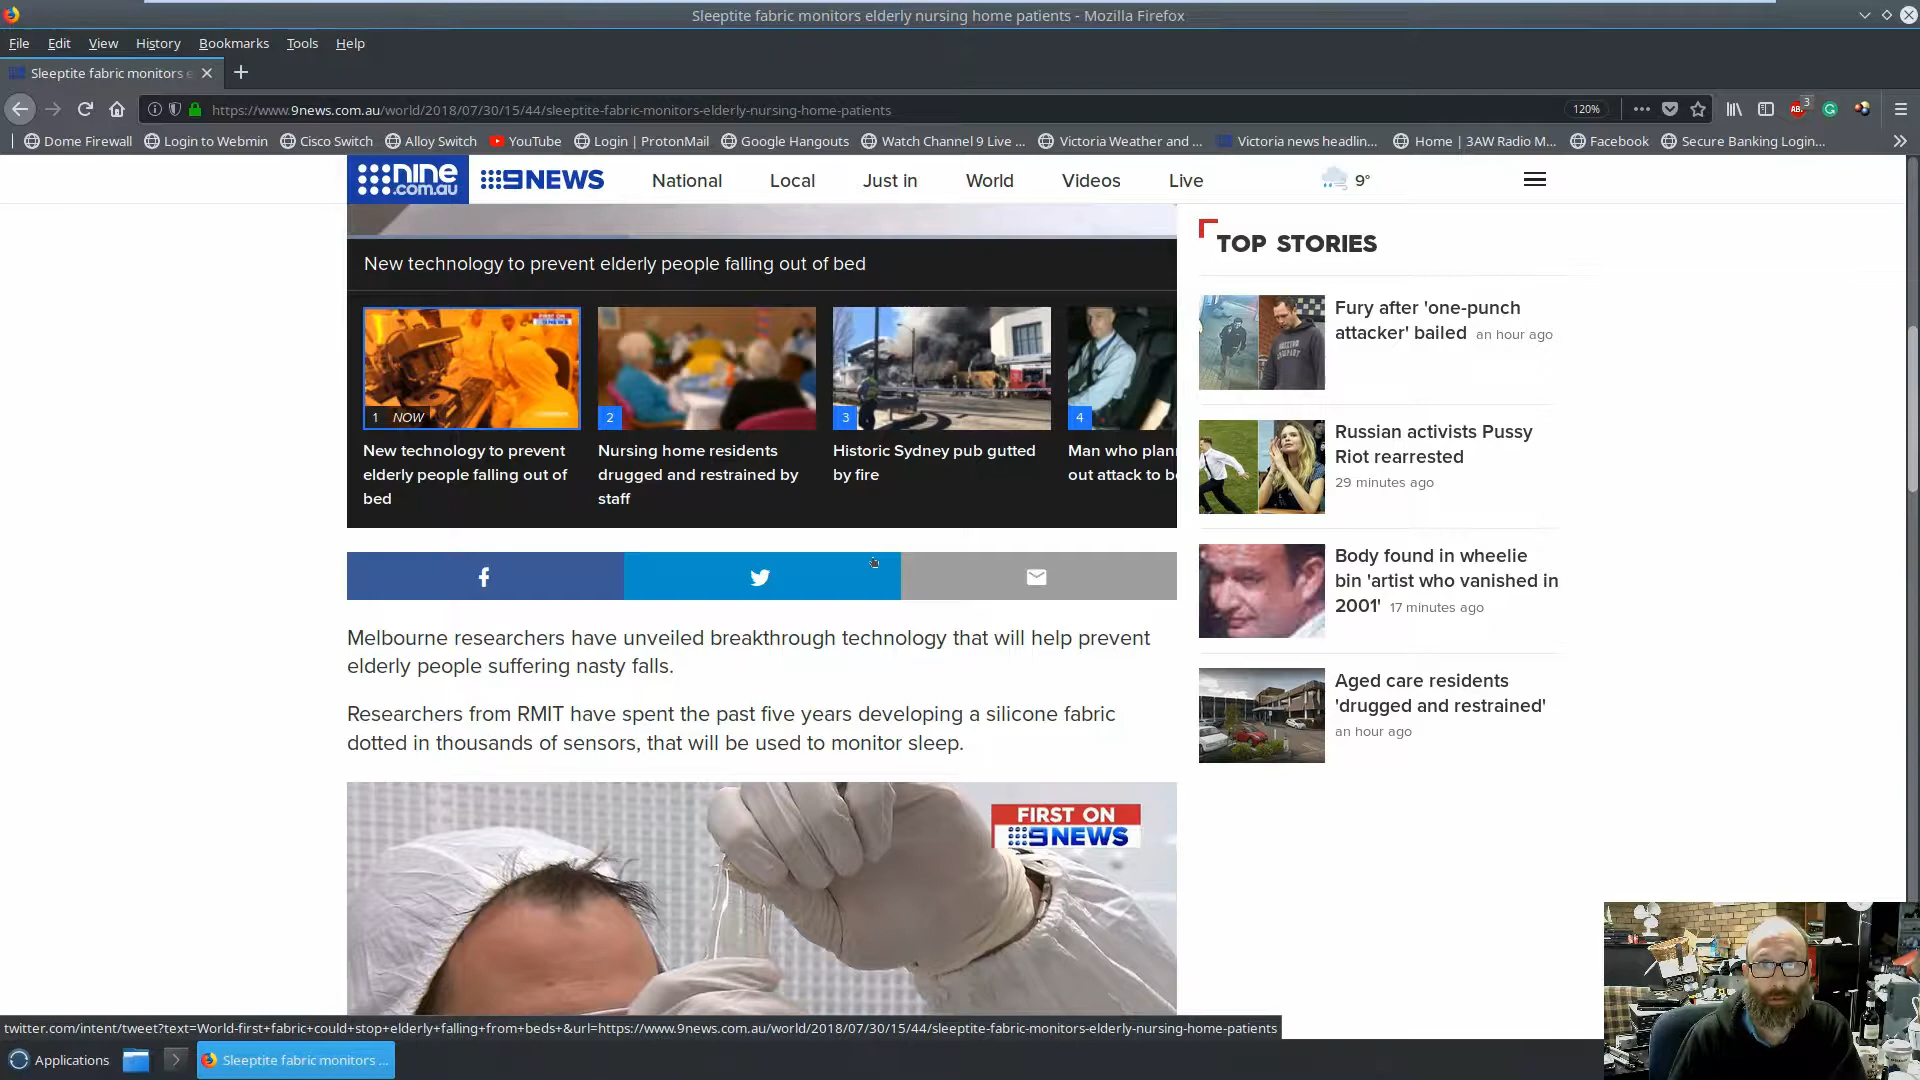 Sleeptite fabric monitors elderly nursing home patients - Mozilla Firefox
File Edit View History Bookmarks Tools Help
Sleeptite fabric monitors e
https://www.9news.com.au/world/2018/07/30/15/44/sleeptite-fabric-monitors-elderly-nursing-home-patients 120% ABP 3
Dome Firewall Login to Webmin Cisco Switch Alloy Switch YouTube Login | ProtonMail Google Hangouts Watch Channel 9 Live ... Victoria Weather and ... Victoria news headlin... Home | 3AW Radio M... Facebook Secure Banking Login...
nine.com.au 9NEWS National Local Just in World Videos Live 9°
New technology to prevent elderly people falling out of bed
FIRST ON 9NEWS
1 NOW
2
3
4
New technology to prevent
elderly people falling out of
bed
Nursing home residents
drugged and restrained by
staff
Historic Sydney pub gutted
by fire
Man who plan
out attack to b
Melbourne researchers have unveiled breakthrough technology that will help prevent
elderly people suffering nasty falls.
Researchers from RMIT have spent the past five years developing a silicone fabric
dotted in thousands of sensors, that will be used to monitor sleep.
FIRST ON
9NEWS
TOP STORIES
Fury after 'one-punch
attacker' bailed an hour ago
Russian activists Pussy
Riot rearrested
29 minutes ago
Body found in wheelie
bin 'artist who vanished in
2001' 17 minutes ago
Aged care residents
'drugged and restrained'
an hour ago
twitter.com/intent/tweet?text=World-first+fabric+could+stop+elderly+falling+from+beds+&url=https://www.9news.com.au/world/2018/07/30/15/44/sleeptite-fabric-monitors-elderly-nursing-home-patients
Applications Sleeptite fabric monitors ...